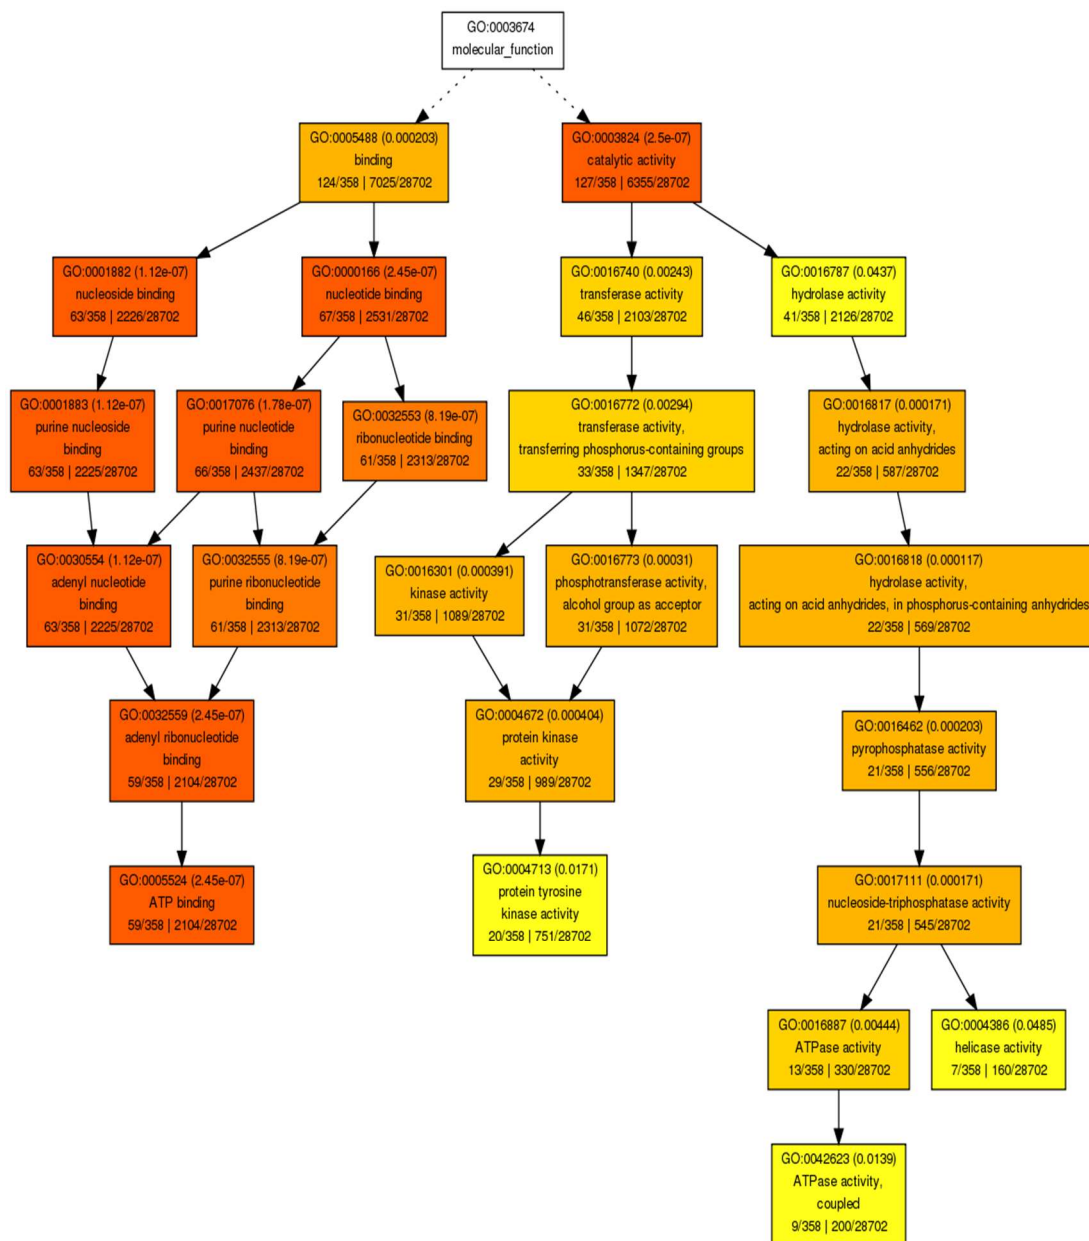 GO:0003674
molecular_function
GO:0005488 (0.000203)
binding
124/358 | 7025/28702
GO:0003824 (2.5e-07)
catalytic activity
127/358 | 6355/28702
GO:0001882 (1.12e-07)
nucleoside binding
63/358 | 2226/28702
GO:0000166 (2.45e-07)
nucleotide binding
67/358 | 2531/28702
GO:0016740 (0.00243)
transferase activity
46/358 | 2103/28702
GO:0016787 (0.0437)
hydrolase activity
41/358 | 2126/28702
GO:0001883 (1.12e-07)
purine nucleoside
binding
63/358 | 2225/28702
GO:0017076 (1.78e-07)
purine nucleotide
binding
66/358 | 2437/28702
GO:0032553 (8.19e-07)
ribonucleotide binding
61/358 | 2313/28702
GO:0016772 (0.00294)
transferase activity,
transferring phosphorus-containing groups
33/358 | 1347/28702
GO:0016817 (0.000171)
hydrolase activity,
acting on acid anhydrides
22/358 | 587/28702
GO:0030554 (1.12e-07)
adenyl nucleotide
binding
63/358 | 2225/28702
GO:0032555 (8.19e-07)
purine ribonucleotide
binding
61/358 | 2313/28702
GO:0016301 (0.000391)
kinase activity
31/358 | 1089/28702
GO:0016773 (0.00031)
phosphotransferase activity,
alcohol group as acceptor
31/358 | 1072/28702
GO:0016818 (0.000117)
hydrolase activity,
acting on acid anhydrides, in phosphorus-containing anhydrides
22/358 | 569/28702
GO:0032559 (2.45e-07)
adenyl ribonucleotide
binding
59/358 | 2104/28702
GO:0004672 (0.000404)
protein kinase
activity
29/358 | 989/28702
GO:0016462 (0.000203)
pyrophosphatase activity
21/358 | 556/28702
GO:0005524 (2.45e-07)
ATP binding
59/358 | 2104/28702
GO:0004713 (0.0171)
protein tyrosine
kinase activity
20/358 | 751/28702
GO:0017111 (0.000171)
nucleoside-triphosphatase activity
21/358 | 545/28702
GO:0016887 (0.00444)
ATPase activity
13/358 | 330/28702
GO:0004386 (0.0485)
helicase activity
7/358 | 160/28702
GO:0042623 (0.0139)
ATPase activity,
coupled
9/358 | 200/28702